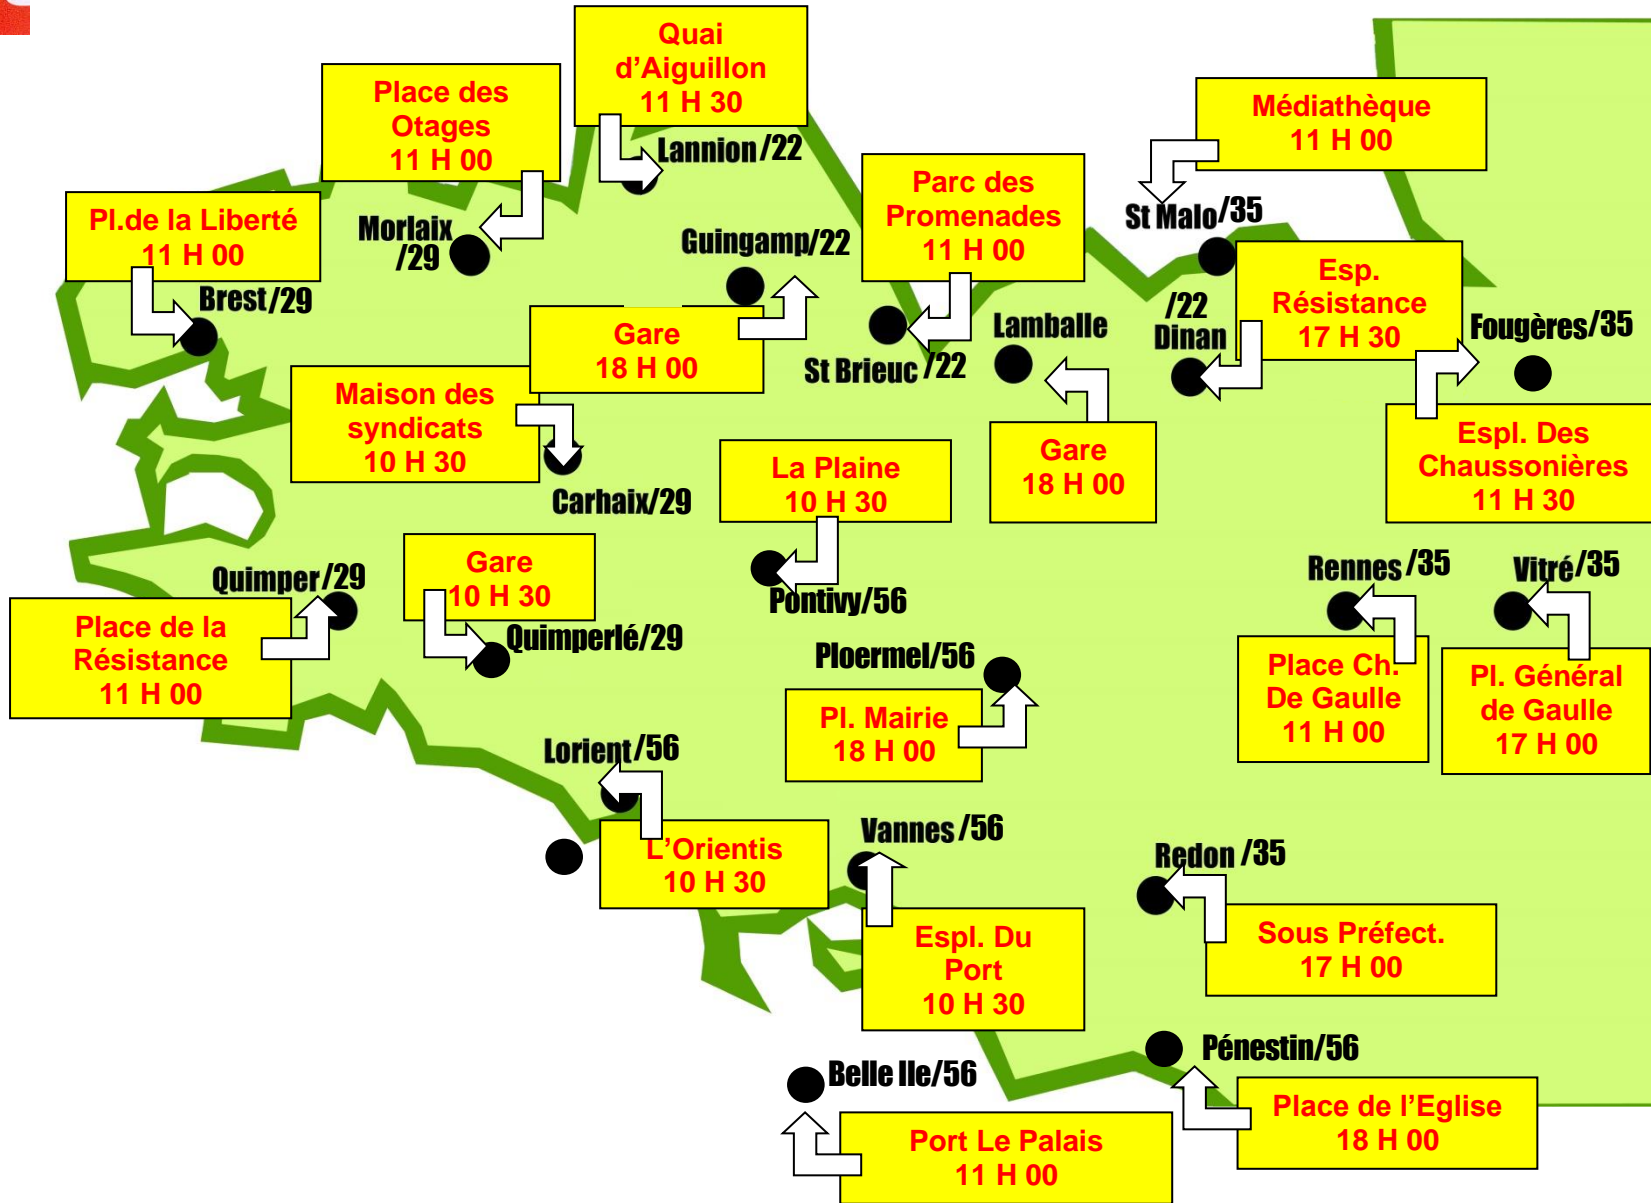 Quai
d'Aiguillon
11 H 30
Lannion /22
Place des
Otages
11 H 00
Morlaix
/29
Médiathèque
11 H 00
St Malo/35
Pl.de la Liberté
11 H 00
Brest/29
Parc des
Promenades
11 H 00
St Brieuc /22
Guingamp/22
Gare
18 H 00
Lamballe
Gare
18 H 00
/22
Dinan
Esp.
Résistance
17 H 30
Fougères/35
Espl. Des
Chaussonières
11 H 30
Maison des
syndicats
10 H 30
Carhaix/29
La Plaine
10 H 30
Pontivy/56
Quimper/29
Place de la
Résistance
11 H 00
Gare
10 H 30
Quimperlé/29
Ploermel/56
Pl. Mairie
18 H 00
Rennes /35
Place Ch.
De Gaulle
11 H 00
Vitré/35
Pl. Général
de Gaulle
17 H 00
Lorient/56
L'Orientis
10 H 30
Vannes /56
Espl. Du
Port
10 H 30
Redon /35
Sous Préfect.
17 H 00
Pénestin/56
Place de l'Eglise
18 H 00
Belle Ile/56
Port Le Palais
11 H 00